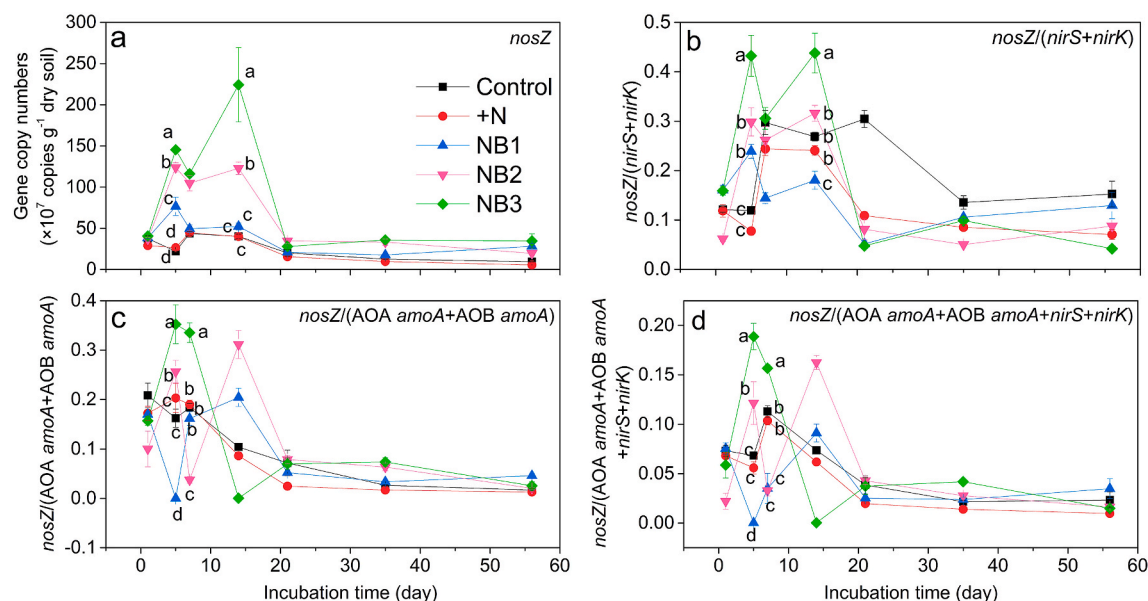 a
nosZ
Gene copy numbers
(×10⁷ copies g⁻¹ dry soil)
300
250
200
150
100
50
0
Control
+N
NB1
NB2
NB3
a
b
c
d
d
a
b
c
c
b
nosZ/(nirS+nirK)
nosZ/(nirS+nirK)
0.5
0.4
0.3
0.2
0.1
0.0
a
b
b
c
c
a
b
b
b
c
c
nosZ/(AOA amoA+AOB amoA)
nosZ/(AOA amoA+AOB amoA)
0.4
0.3
0.2
0.1
0.0
-0.1
a
b
c
c
d
a
b
b
c
0
10
20
30
40
50
60
Incubation time (day)
d
nosZ/(AOA amoA+AOB amoA+nirS+nirK)
nosZ/(AOA amoA+AOB amoA
+nirS+nirK)
0.20
0.15
0.10
0.05
0.00
a
b
c
c
d
a
b
b
c
0
10
20
30
40
50
60
Incubation time (day)